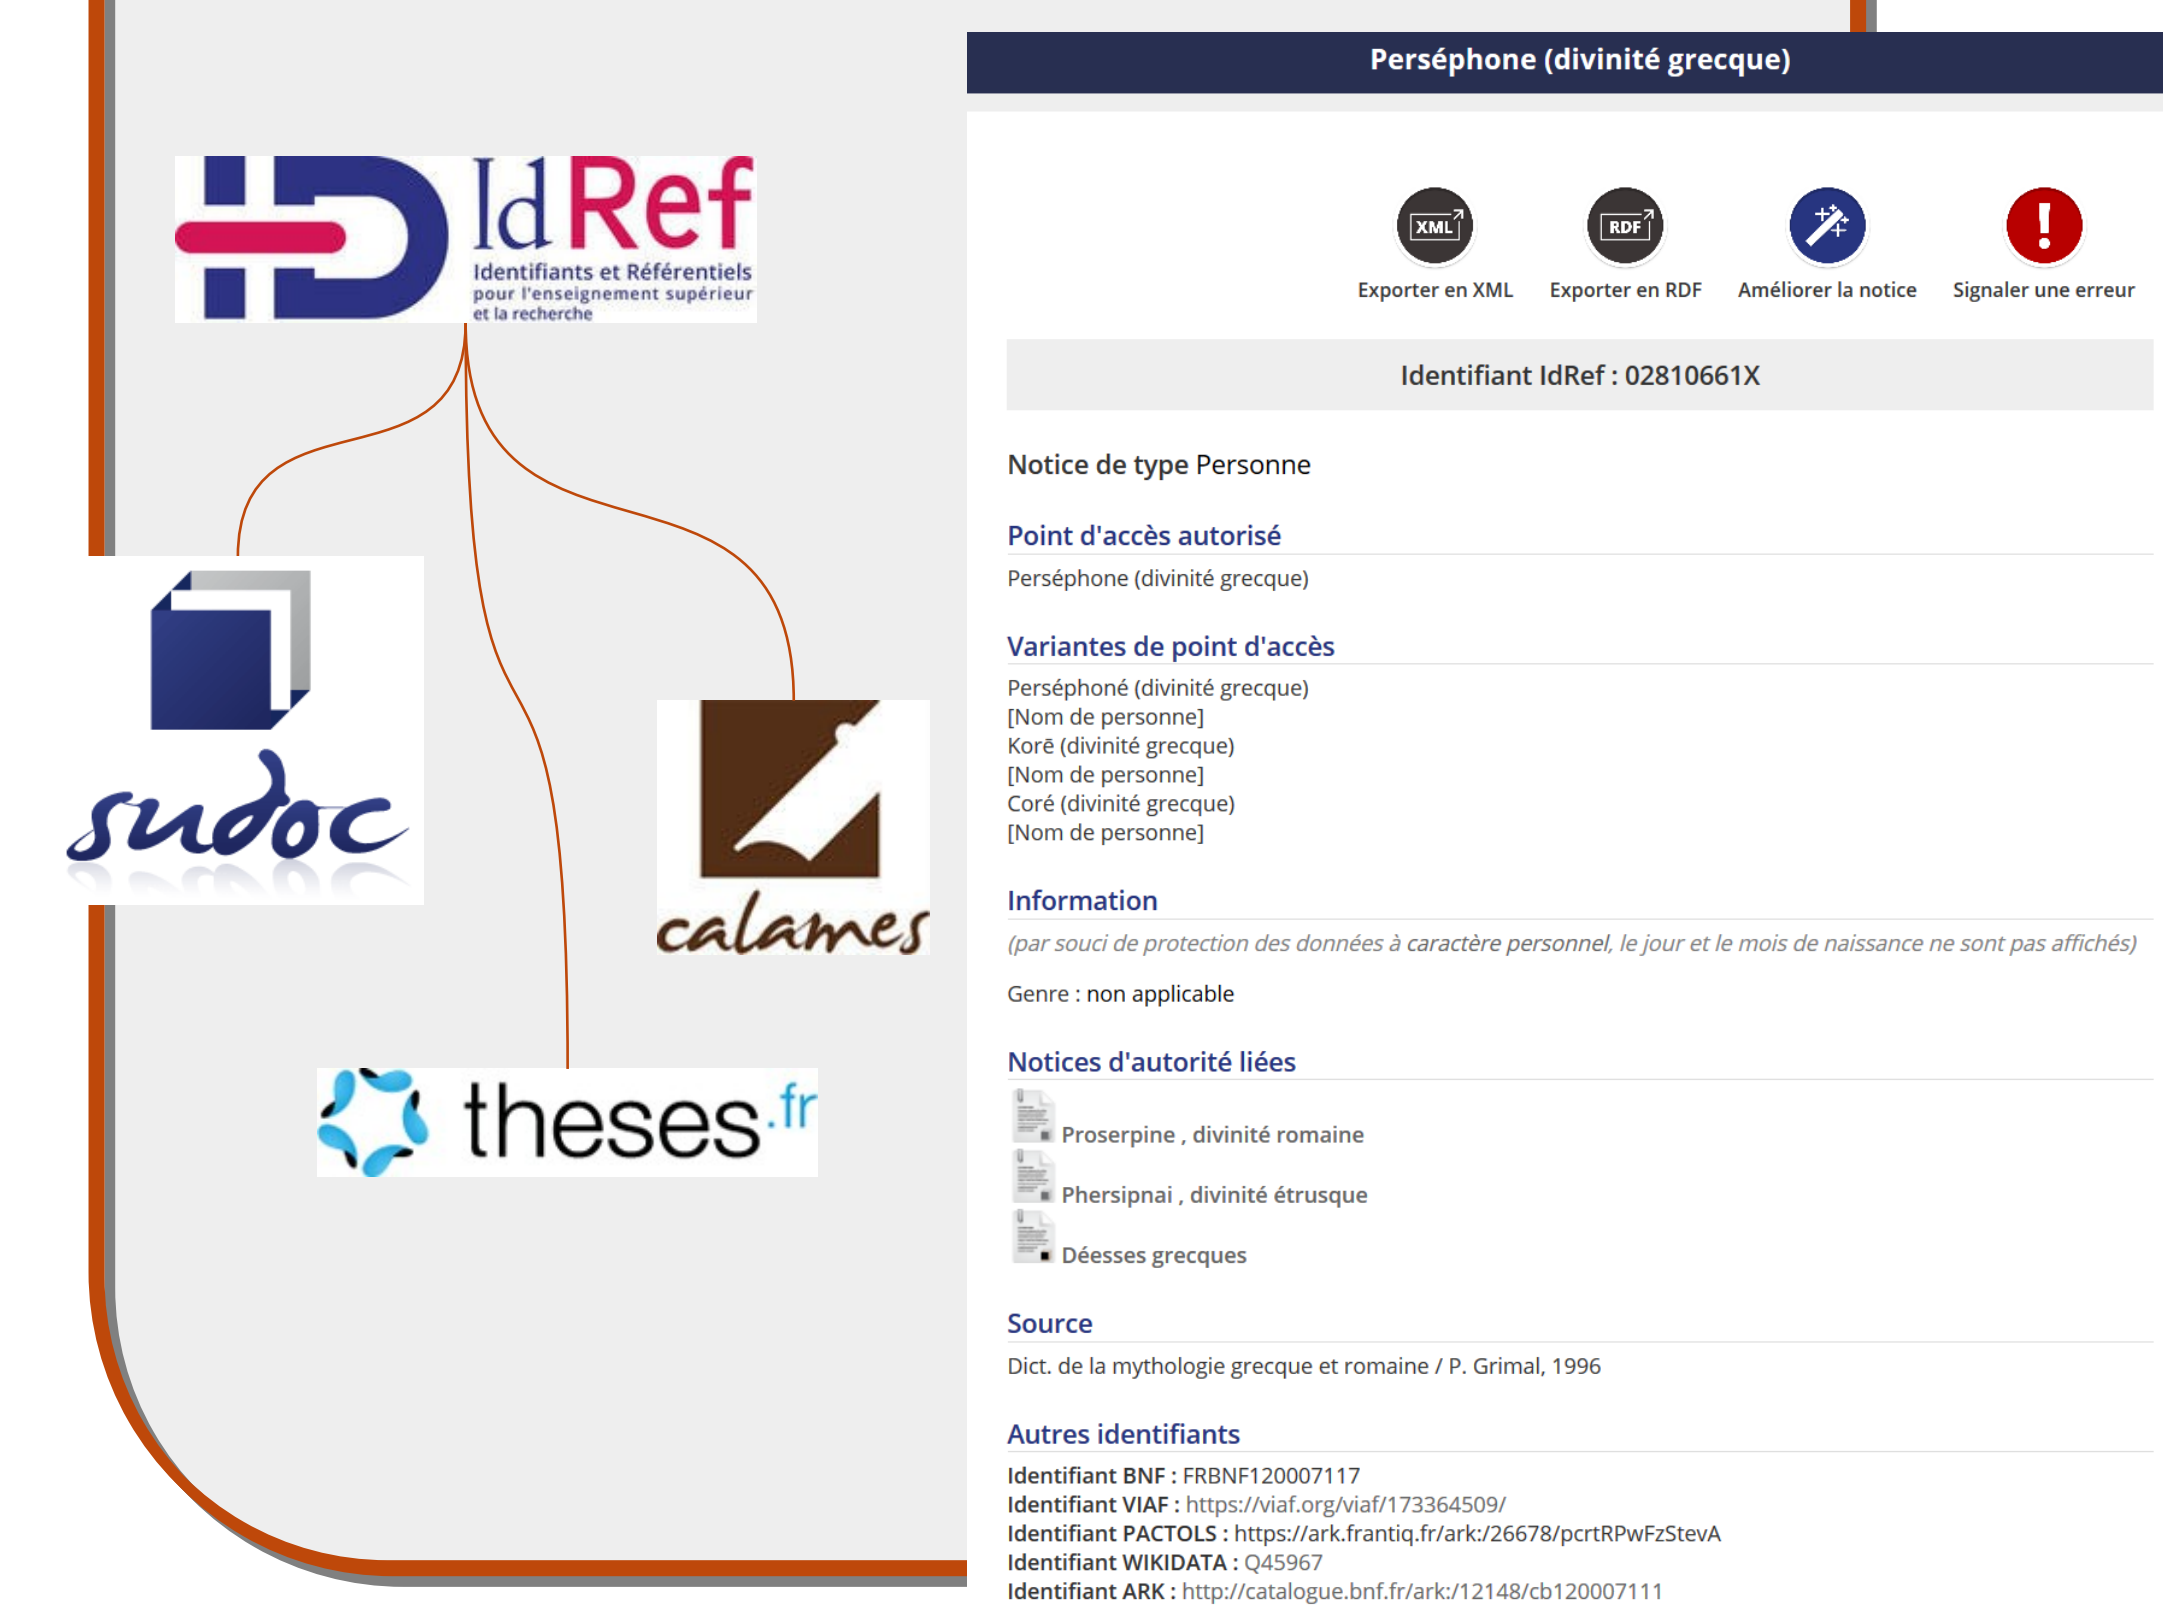 IdRef
Identifiants et Référentiels
pour l'enseignement supérieur
et la recherche
sudoc
calames
theses.fr
Perséphone (divinité grecque)
XML
RDF
Exporter en XML
Exporter en RDF
Améliorer la notice
Signaler une erreur
Identifiant IdRef : 02810661X
Notice de type Personne
Point d'accès autorisé
Perséphone (divinité grecque)
Variantes de point d'accès
Perséphoné (divinité grecque)
[Nom de personne]
Korē (divinité grecque)
[Nom de personne]
Coré (divinité grecque)
[Nom de personne]
Information
(par souci de protection des données à caractère personnel, le jour et le mois de naissance ne sont pas affichés)
Genre : non applicable
Notices d'autorité liées
Proserpine , divinité romaine
Phersipnai , divinité étrusque
Déesses grecques
Source
Dict. de la mythologie grecque et romaine / P. Grimal, 1996
Autres identifiants
Identifiant BNF : FRBNF120007117
Identifiant VIAF : https://viaf.org/viaf/173364509/
Identifiant PACTOLS : https://ark.frantiq.fr/ark:/26678/pcrtRPwFzStevA
Identifiant WIKIDATA : Q45967
Identifiant ARK : http://catalogue.bnf.fr/ark:/12148/cb120007111